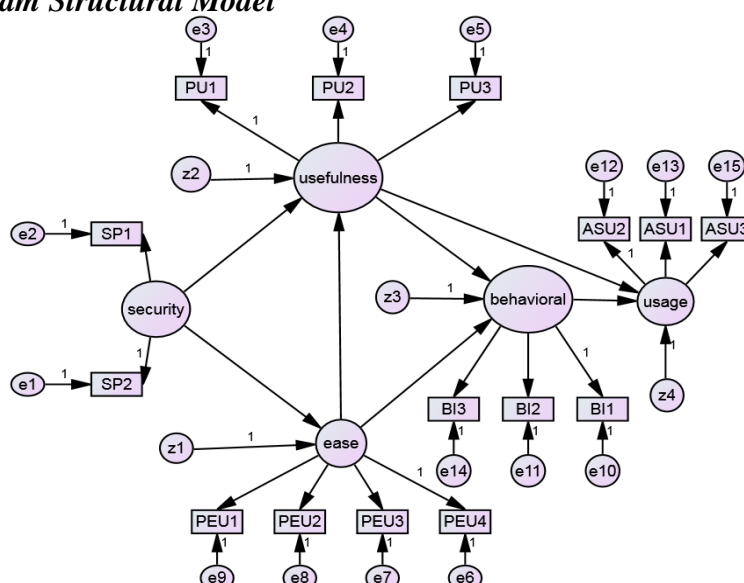 am Structural Model
e3 e4 e5
1 1 1
PU1 PU2 PU3
1
e12 e13 e15
z2 1 usefulness
1 1 1
ASU2 ASU1 ASU3
e2 1 SP1
1
z3 1 behavioral usage
security
1
1
e1 1 SP2
z4
BI3 BI2 BI1
1 1 1
z1 1 ease
1
e14 e11 e10
PEU1 PEU2 PEU3 PEU4
1 1 1 1
e9 e8 e7 e6